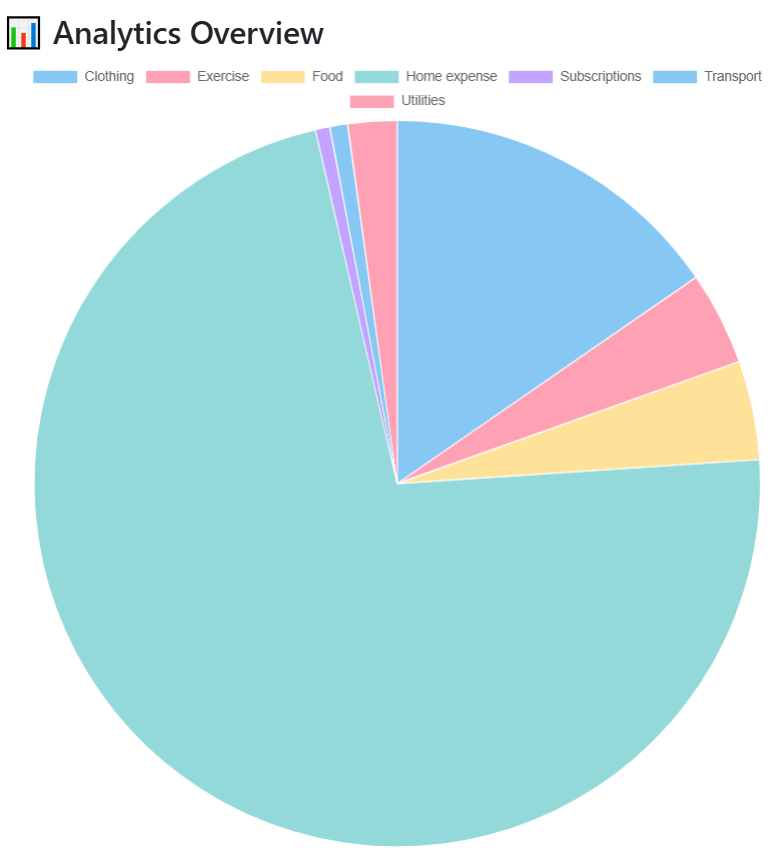 Analytics Overview
Clothing Exercise Food Home expense Subscriptions Transport
Utilities